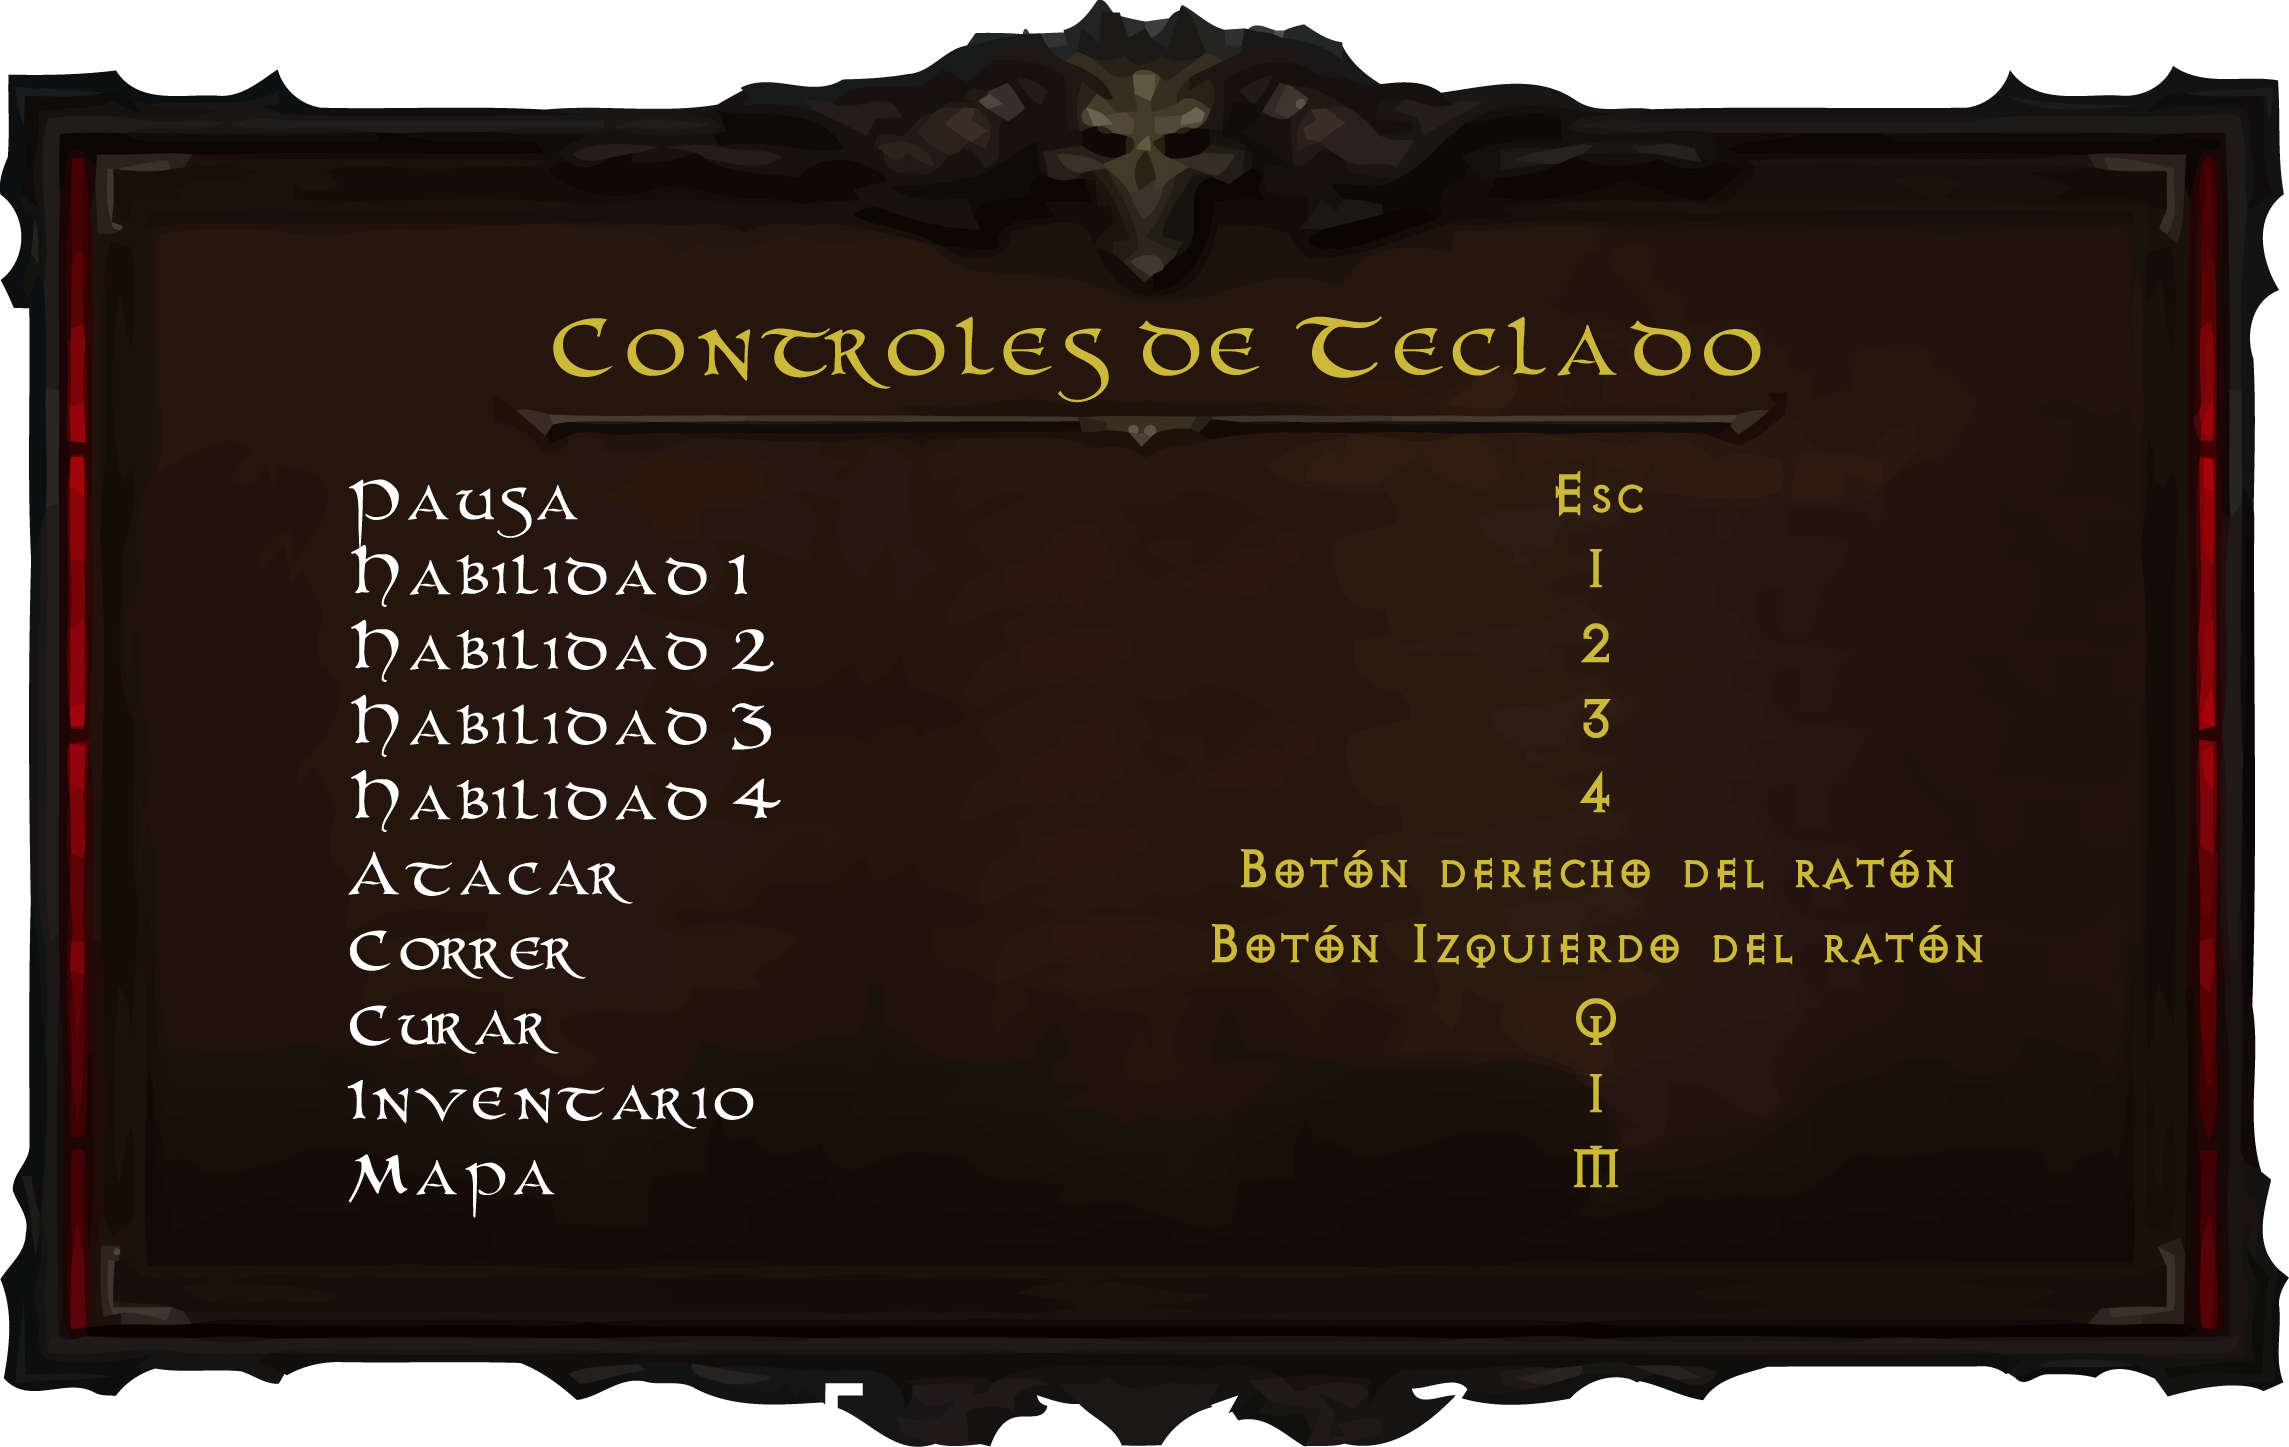 Controles de Teclado
Pausa Esc
Habilidad 1 1
Habilidad 2 2
Habilidad 3 3
Habilidad 4 4
Atacar Botón derecho del ratón
Correr Botón Izquierdo del ratón
Curar Q
Inventario I
Mapa M